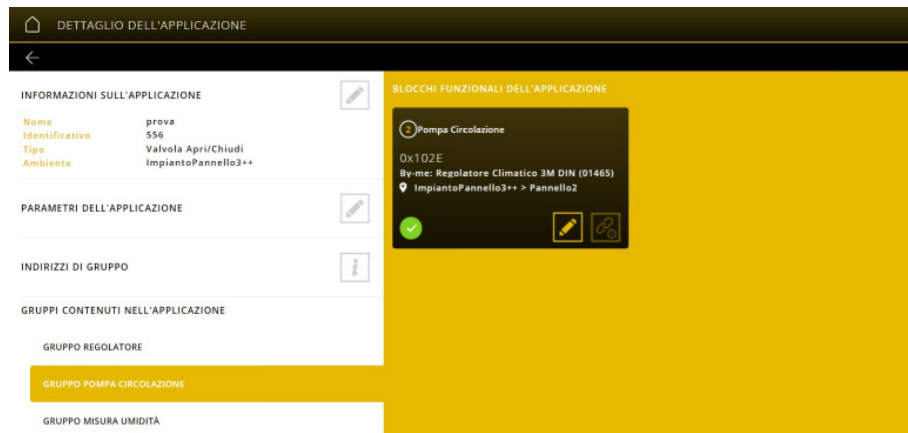 DETTAGLIO DELL'APPLICAZIONE
INFORMAZIONI SULL'APPLICAZIONE
Nome prova
Identificativo 556
Tipo Valvola Apri/Chiudi
Ambiente ImpiantoPannello3++
PARAMETRI DELL'APPLICAZIONE
INDIRIZZI DI GRUPPO
GRUPPI CONTENUTI NELL'APPLICAZIONE
GRUPPO REGOLATORE
GRUPPO POMPA CIRCOLAZIONE
GRUPPO MISURA UMIDITÀ
BLOCCHI FUNZIONALI DELL'APPLICAZIONE
2 Pompa Circolazione
0x102E
By-me: Regolatore Climatico 3M DIN (01465)
ImpiantoPannello3++ > Pannello2